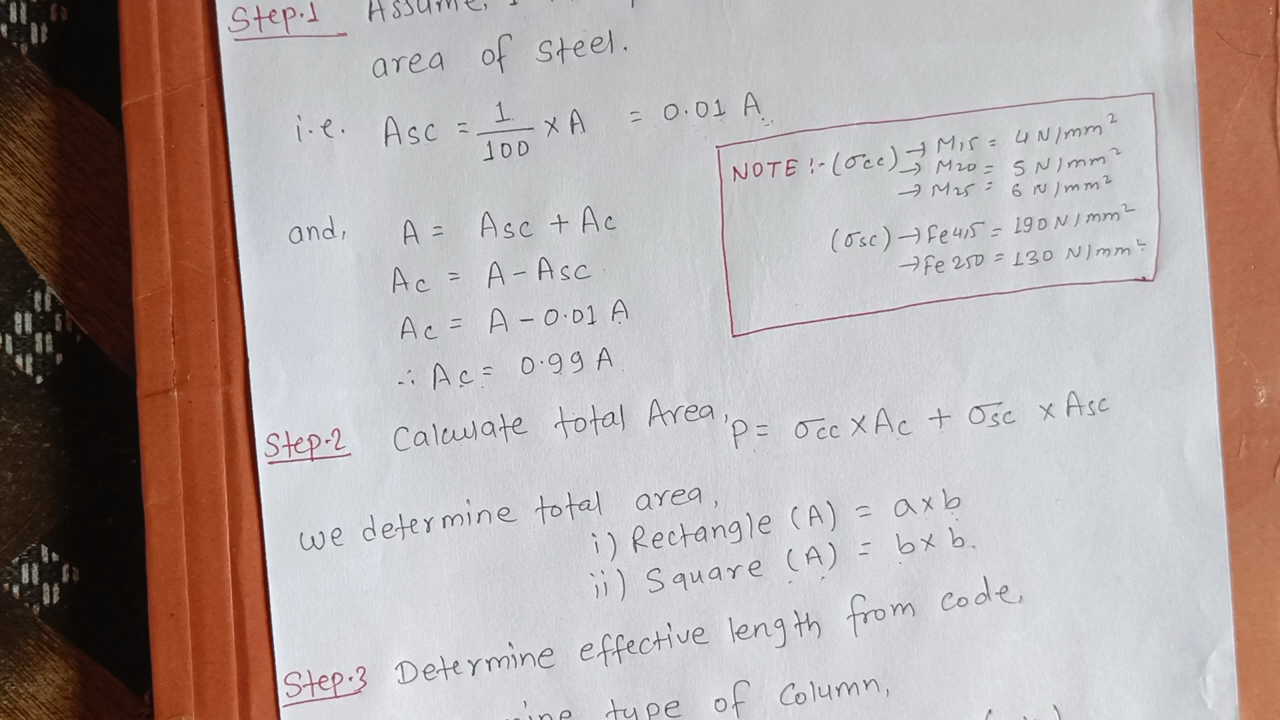 Step.1 Assume,
area of steel.
i.e. Asc = 1/100 × A = 0.01 A
NOTE :- (σcc) → M15 = 4 N/mm²
→ M20 = 5 N/mm²
→ M25 = 6 N/mm²
(σsc) → Fe415 = 190 N/mm²
→ Fe 250 = 130 N/mm²
and, A = Asc + Ac
Ac = A - Asc
Ac = A - 0.01 A
∴ Ac = 0.99 A
Step.2 Calculate total Area, P = σcc × Ac + σsc × Asc
we determine total area,
i) Rectangle (A) = a×b
ii) Square (A) = b×b.
Step.3 Determine effective length from code,
type of column,